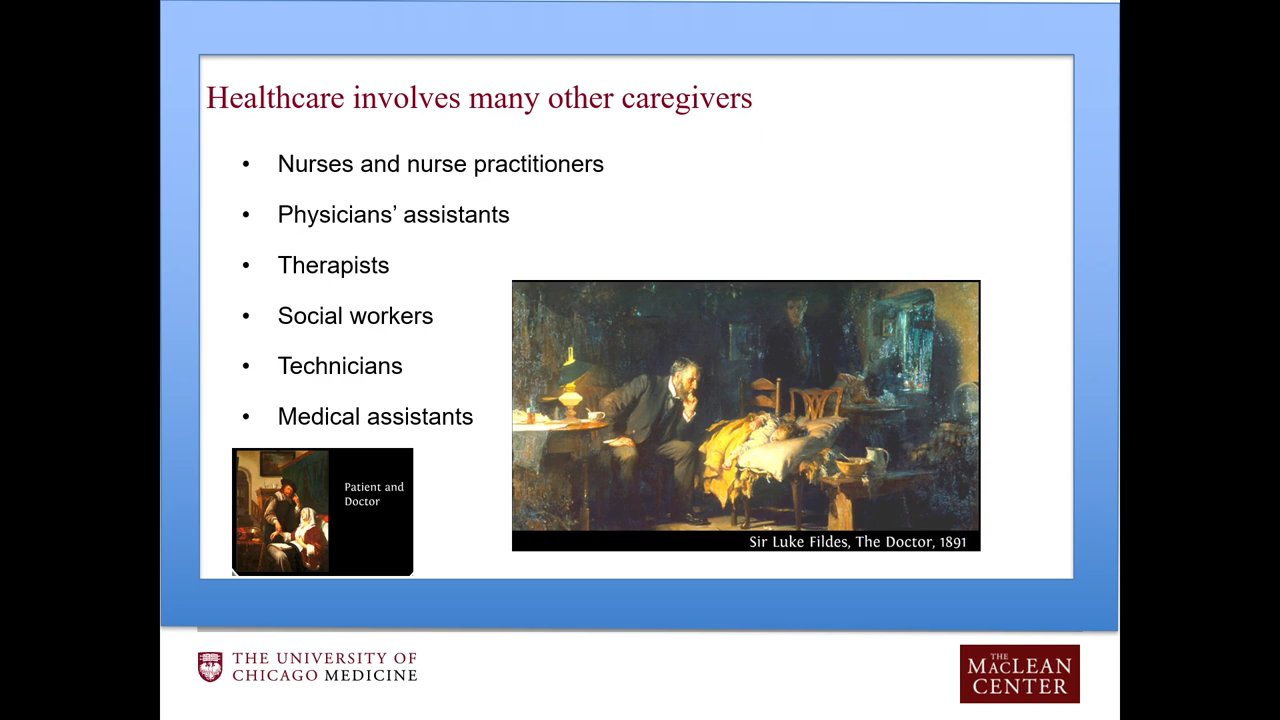 Healthcare involves many other caregivers
• Nurses and nurse practitioners
• Physicians’ assistants
• Therapists
• Social workers
• Technicians
• Medical assistants
Patient and
Doctor
Sir Luke Fildes, The Doctor, 1891
THE UNIVERSITY OF
CHICAGO MEDICINE
THE
MACLEAN
CENTER